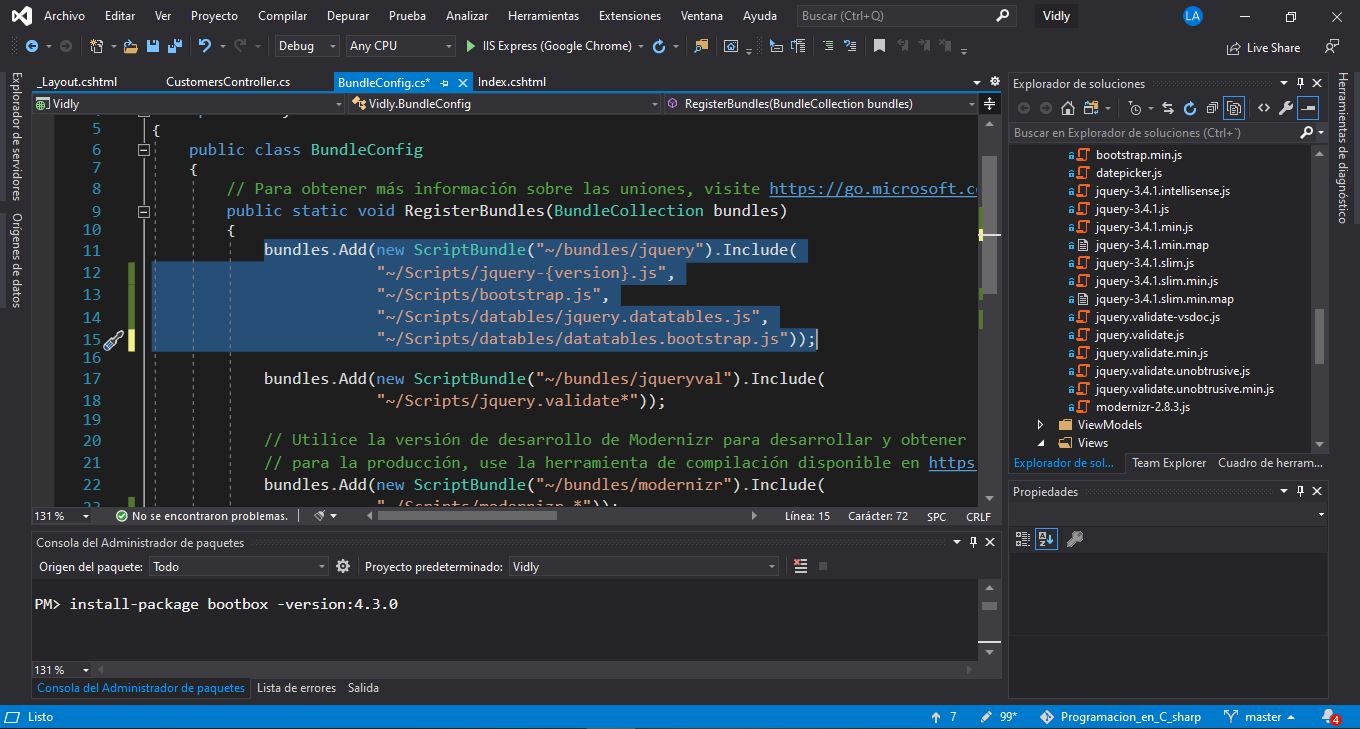 Archivo Editar Ver Proyecto Compilar Depurar Prueba Analizar Herramientas Extensiones Ventana Ayuda Buscar (Ctrl+Q) Vidly LA
Debug Any CPU IIS Express (Google Chrome) Live Share
Explorador de servidores
Orígenes de datos
_Layout.cshtml CustomersController.cs BundleConfig.cs* Index.cshtml
Vidly Vidly.BundleConfig RegisterBundles(BundleCollection bundles)
5 {
6 public class BundleConfig
7 {
8 // Para obtener más información sobre las uniones, visite https://go.microsoft.c
9 public static void RegisterBundles(BundleCollection bundles)
10 {
11 bundles.Add(new ScriptBundle("~/bundles/jquery").Include(
12 "~/Scripts/jquery-{version}.js",
13 "~/Scripts/bootstrap.js",
14 "~/Scripts/datables/jquery.datatables.js",
15 "~/Scripts/datables/datatables.bootstrap.js"));
16
17 bundles.Add(new ScriptBundle("~/bundles/jqueryval").Include(
18 "~/Scripts/jquery.validate*"));
19
20 // Utilice la versión de desarrollo de Modernizr para desarrollar y obtener
21 // para la producción, use la herramienta de compilación disponible en https
22 bundles.Add(new ScriptBundle("~/bundles/modernizr").Include(
131 % No se encontraron problemas. Línea: 15 Carácter: 72 SPC CRLF
Consola del Administrador de paquetes
Origen del paquete: Todo Proyecto predeterminado: Vidly
PM> install-package bootbox -version:4.3.0
131 %
Consola del Administrador de paquetes Lista de errores Salida
Explorador de soluciones
Buscar en Explorador de soluciones (Ctrl+´)
bootstrap.min.js
datepicker.js
jquery-3.4.1.intellisense.js
jquery-3.4.1.js
jquery-3.4.1.min.js
jquery-3.4.1.min.map
jquery-3.4.1.slim.js
jquery-3.4.1.slim.min.js
jquery-3.4.1.slim.min.map
jquery.validate-vsdoc.js
jquery.validate.js
jquery.validate.min.js
jquery.validate.unobtrusive.js
jquery.validate.unobtrusive.min.js
modernizr-2.8.3.js
ViewModels
Views
Explorador de sol... Team Explorer Cuadro de herram...
Propiedades
Herramientas de diagnóstico
Listo 7 99* Programacion_en_C_sharp master 4